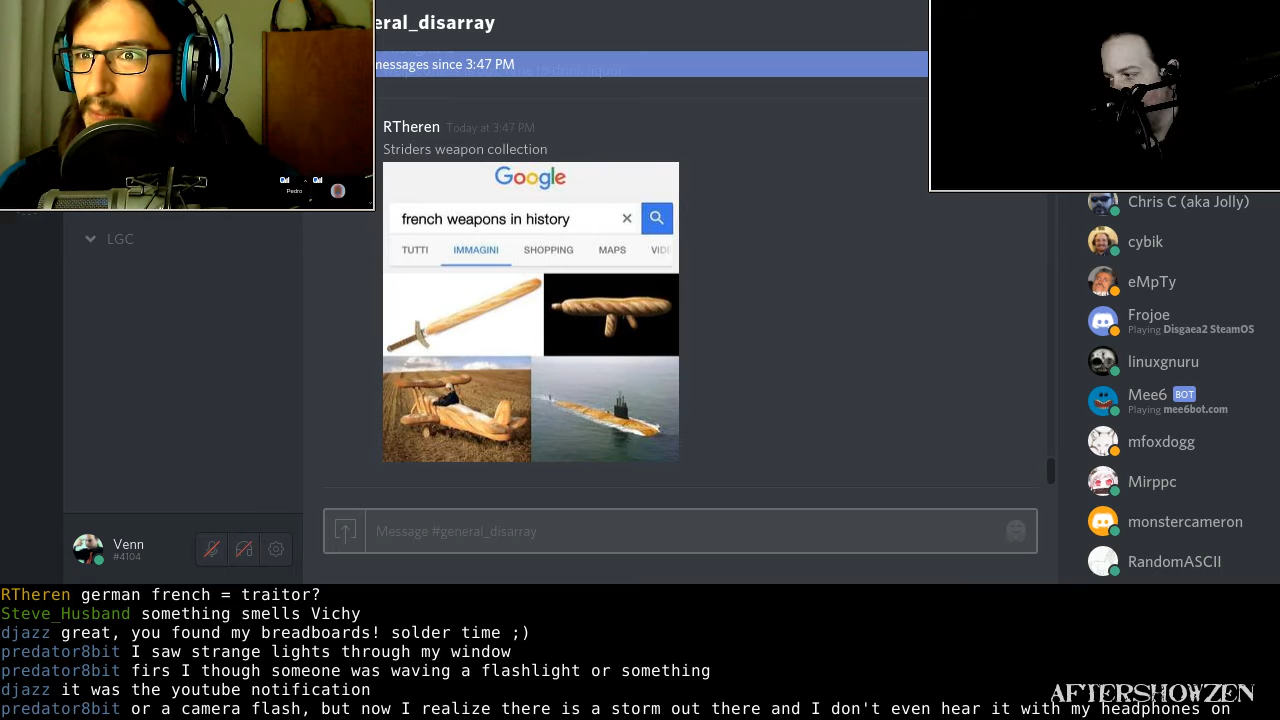 eral_disarray
nessages since 3:47 PM
RTheren Today at 3:47 PM
Striders weapon collection
Google
french weapons in history
TUTTI IMMAGINI SHOPPING MAPS VIDE
Pedro
LGC
Chris C (aka Jolly)
cybik
eMpTy
Frojoe
Playing Disgaea2 SteamOS
linuxgnuru
Mee6 BOT
Playing mee6bot.com
mfoxdogg
Mirppc
monstercameron
RandomASCII
Venn
#4104
Message #general_disarray
RTheren german french = traitor?
Steve_Husband something smells Vichy
djazz great, you found my breadboards! solder time ;)
predator8bit I saw strange lights through my window
predator8bit firs I though someone was waving a flashlight or something
djazz it was the youtube notification
predator8bit or a camera flash, but now I realize there is a storm out there and I don't even hear it with my headphones on
AFTERSHOWZEN